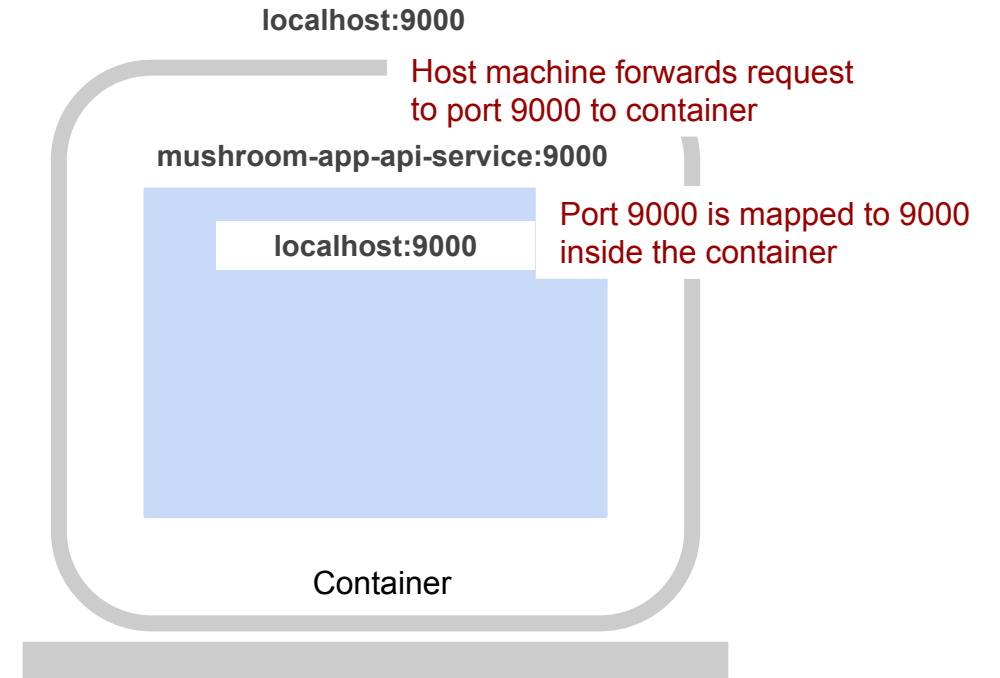 localhost:9000
Host machine forwards request
to port 9000 to container
mushroom-app-api-service:9000
Port 9000 is mapped to 9000
inside the container
localhost:9000
Container